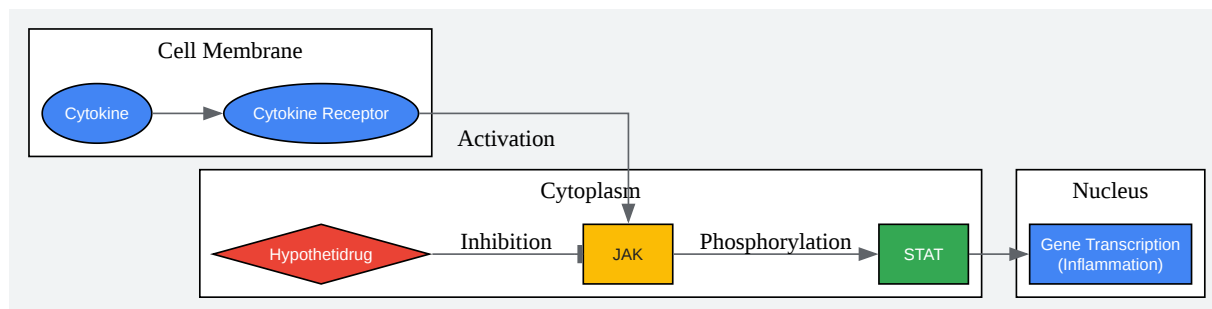 Cell Membrane
Cytokine
Cytokine Receptor
Activation
Cytoplasm
Nucleus
Hypothetidrug
Inhibition
JAK
Phosphorylation
STAT
Gene Transcription
(Inflammation)